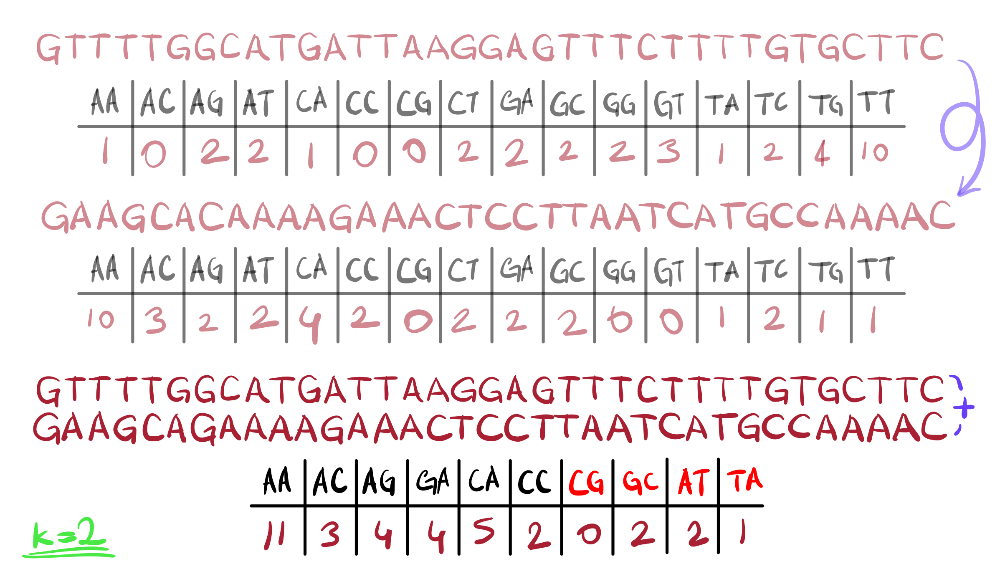 GTTTTGGCATGATTAAGGAGTTTCTTTTGTGCTTC
AA AC AG AT CA CC CG CT GA GC GG GT TA TC TG TT
1 0 2 2 1 0 0 2 2 2 2 3 1 2 4 10
GAAGCACAAAAGAAACTCCTTAATCATGCCAAAAC
AA AC AG AT CA CC CG CT GA GC GG GT TA TC TG TT
10 3 2 2 4 2 0 2 2 2 0 0 1 2 1 1
GTTTTGGCATGATTAAGGAGTTTCTTTTGTGCTTC
+
GAAGCAGAAAAGAAACTCCTTAATCATGCCAAAAC
AA AC AG GA CA CC CG GC AT TA
11 3 4 4 5 2 0 2 2 1
k=2